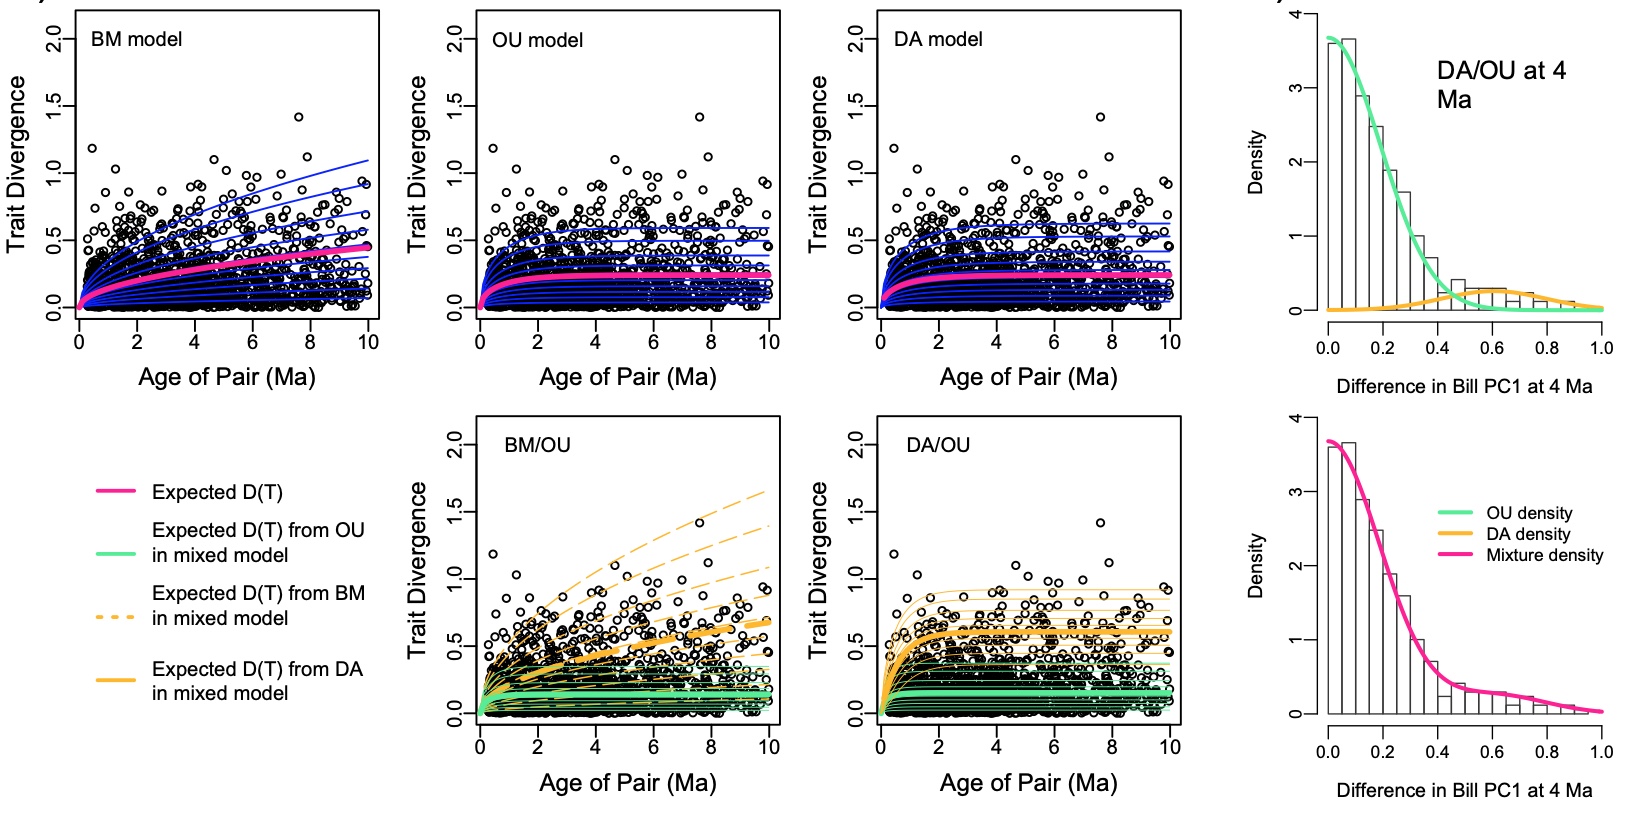 BM model
Trait Divergence
0.0 0.5 1.0 1.5 2.0
0 2 4 6 8 10
Age of Pair (Ma)
OU model
Trait Divergence
0.0 0.5 1.0 1.5 2.0
0 2 4 6 8 10
Age of Pair (Ma)
DA model
Trait Divergence
0.0 0.5 1.0 1.5 2.0
0 2 4 6 8 10
Age of Pair (Ma)
DA/OU at 4
Ma
Density
0 1 2 3 4
0.0 0.2 0.4 0.6 0.8 1.0
Difference in Bill PC1 at 4 Ma
Expected D(T)
Expected D(T) from OU
in mixed model
Expected D(T) from BM
in mixed model
Expected D(T) from DA
in mixed model
BM/OU
Trait Divergence
0.0 0.5 1.0 1.5 2.0
0 2 4 6 8 10
Age of Pair (Ma)
DA/OU
Trait Divergence
0.0 0.5 1.0 1.5 2.0
0 2 4 6 8 10
Age of Pair (Ma)
OU density
DA density
Mixture density
Density
0 1 2 3 4
0.0 0.2 0.4 0.6 0.8 1.0
Difference in Bill PC1 at 4 Ma